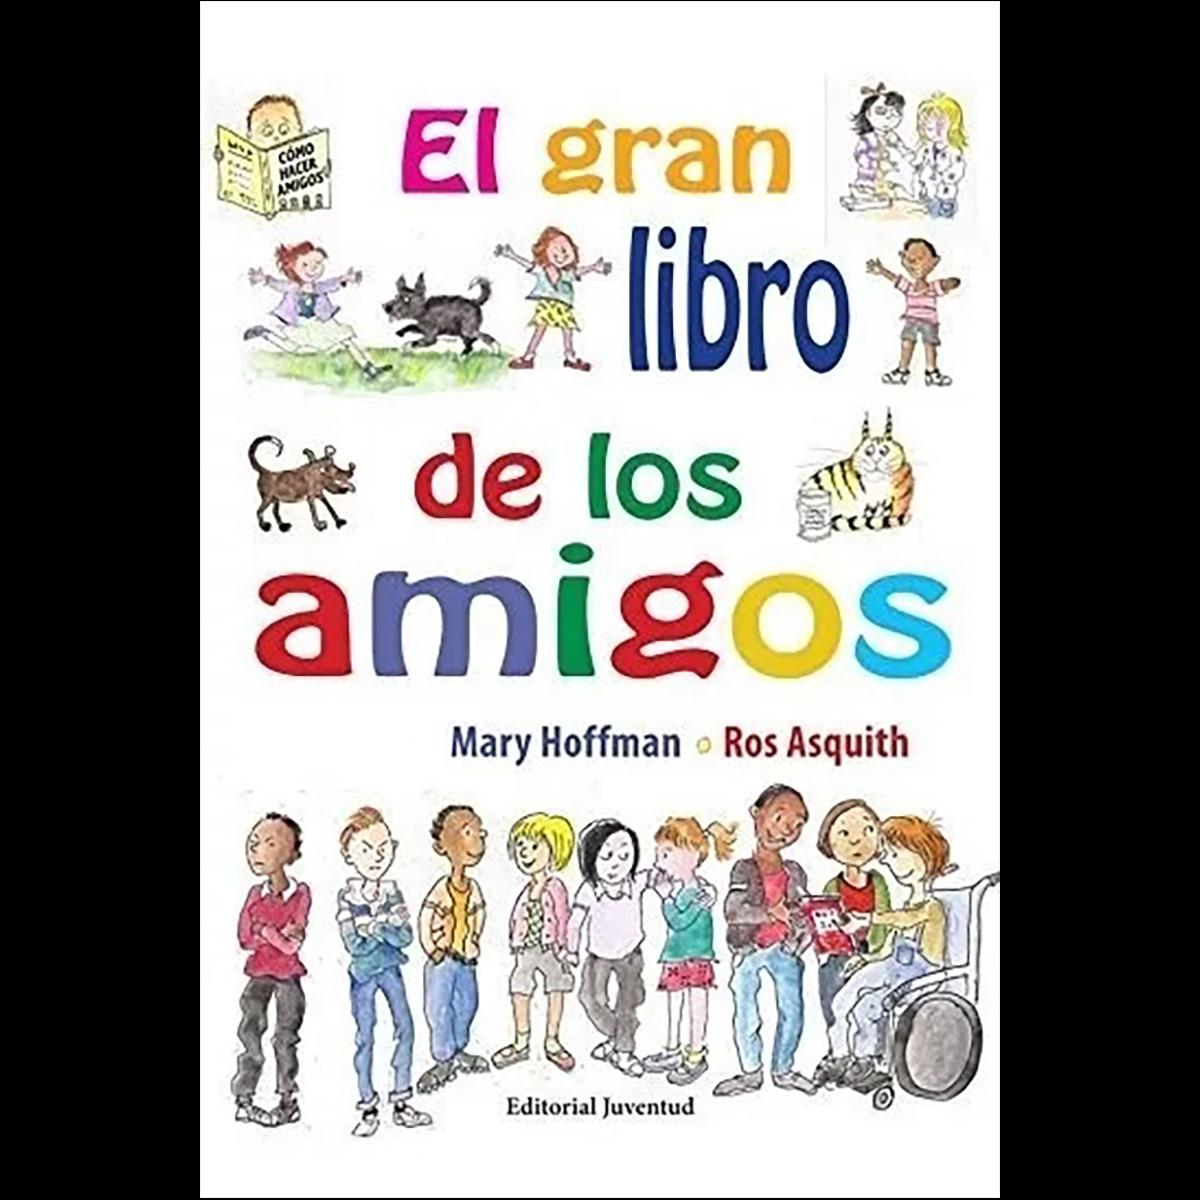 CÓMO
HACER
AMIGOS
El gran
libro
de los
amigos
Mary Hoffman Ros Asquith
Editorial Juventud